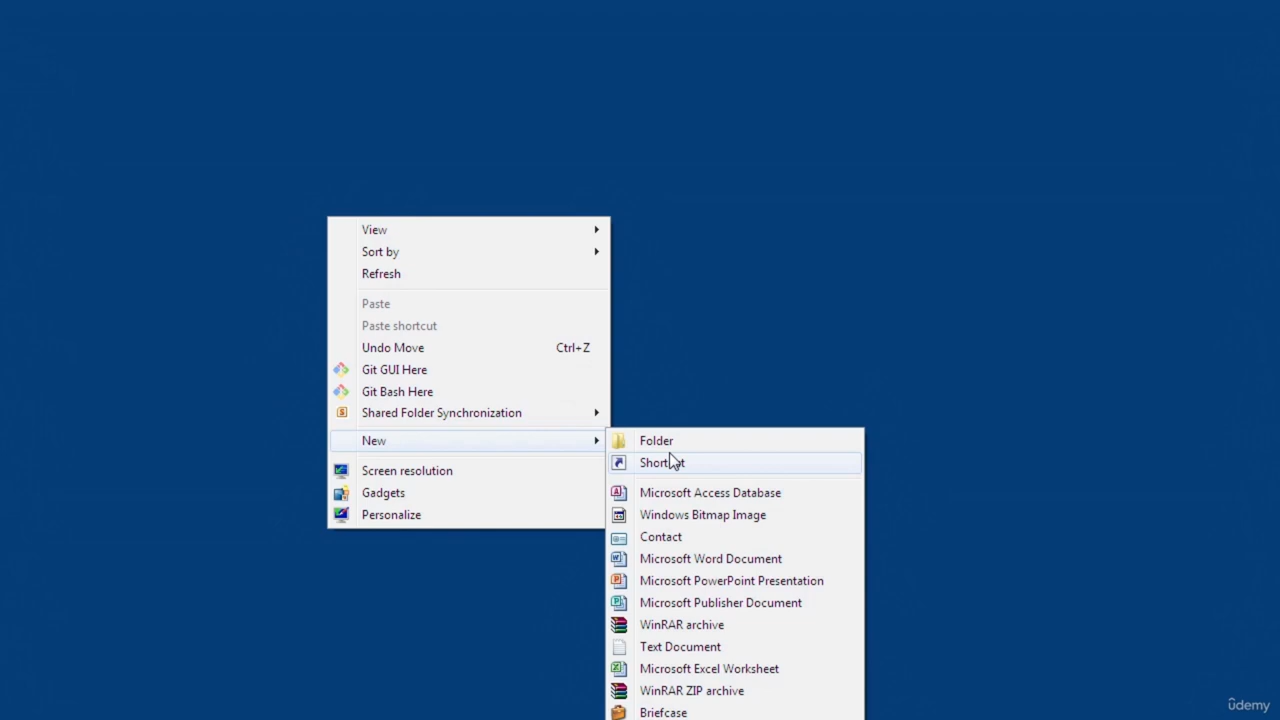 View
Sort by
Refresh
Paste
Paste shortcut
Undo Move Ctrl+Z
Git GUI Here
Git Bash Here
Shared Folder Synchronization
New
Screen resolution
Gadgets
Personalize
Folder
Shortcut
Microsoft Access Database
Windows Bitmap Image
Contact
Microsoft Word Document
Microsoft PowerPoint Presentation
Microsoft Publisher Document
WinRAR archive
Text Document
Microsoft Excel Worksheet
WinRAR ZIP archive
Briefcase
ûdemy